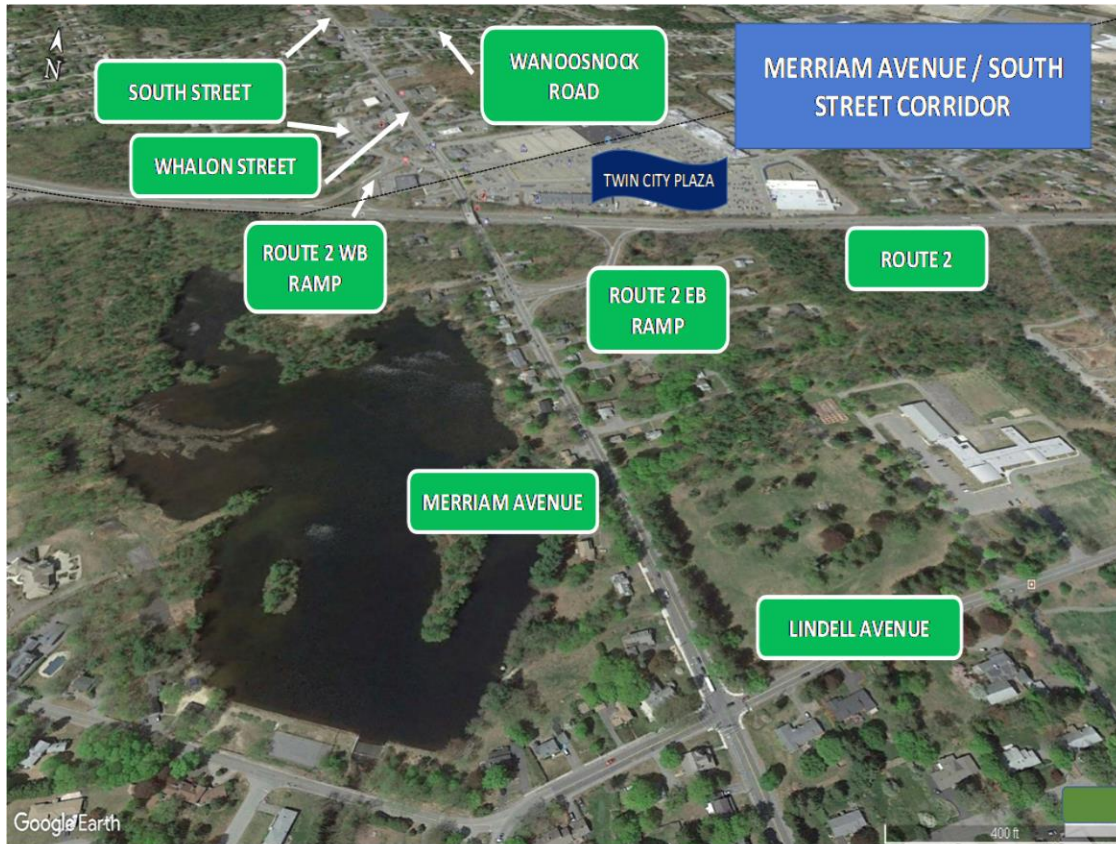 N
SOUTH STREET
WANOOSNOCK
ROAD
MERRIAM AVENUE / SOUTH
STREET CORRIDOR
WHALON STREET
TWIN CITY PLAZA
ROUTE 2 WB
RAMP
ROUTE 2 EB
RAMP
ROUTE 2
MERRIAM AVENUE
LINDELL AVENUE
Google Earth
400 ft